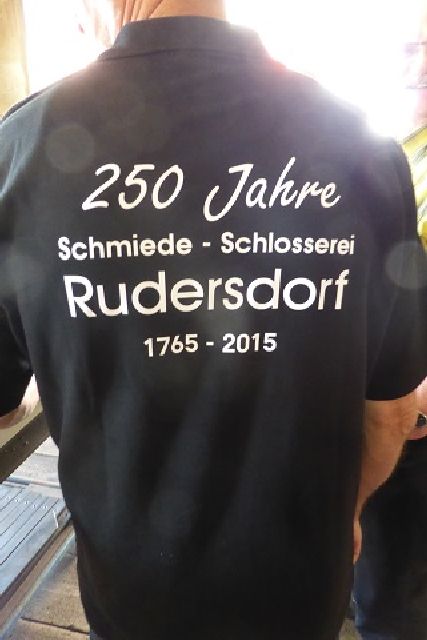 250 Jahre
Schmiede - Schlosserei
Rudersdorf
1765 - 2015